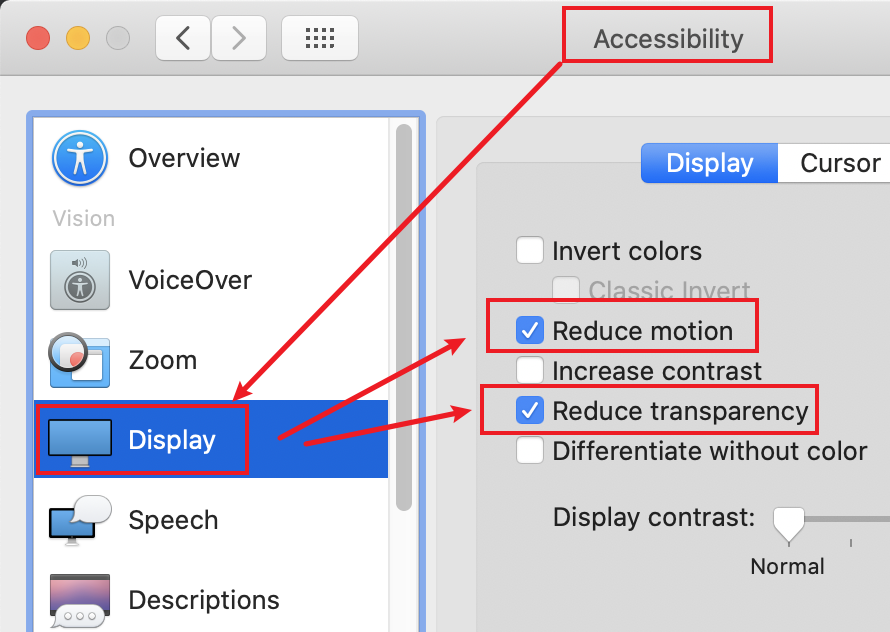 Accessibility
Overview
Vision
VoiceOver
Zoom
Display
Speech
Descriptions
Display
Cursor
Invert colors
Classic Invert
Reduce motion
Increase contrast
Reduce transparency
Differentiate without color
Display contrast:
Normal